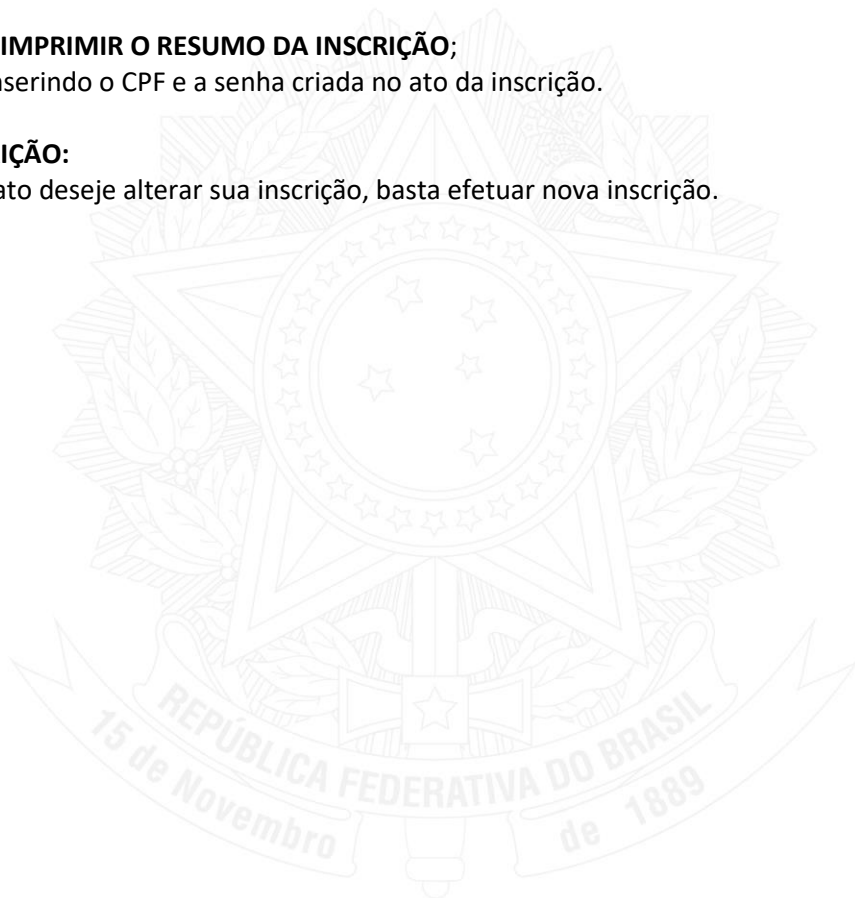 IMPRIMIR O RESUMO DA INSCRIÇÃO;
nserindo o CPF e a senha criada no ato da inscrição.
IÇÃO:
ato deseje alterar sua inscrição, basta efetuar nova inscrição.
REPÚBLICA FEDERATIVA DO BRASIL
15 de Novembro de 1889